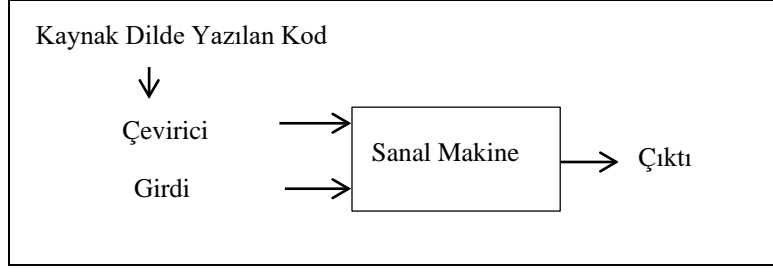 Kaynak Dilde Yazılan Kod
Çevirici
Sanal Makine
Çıktı
Girdi